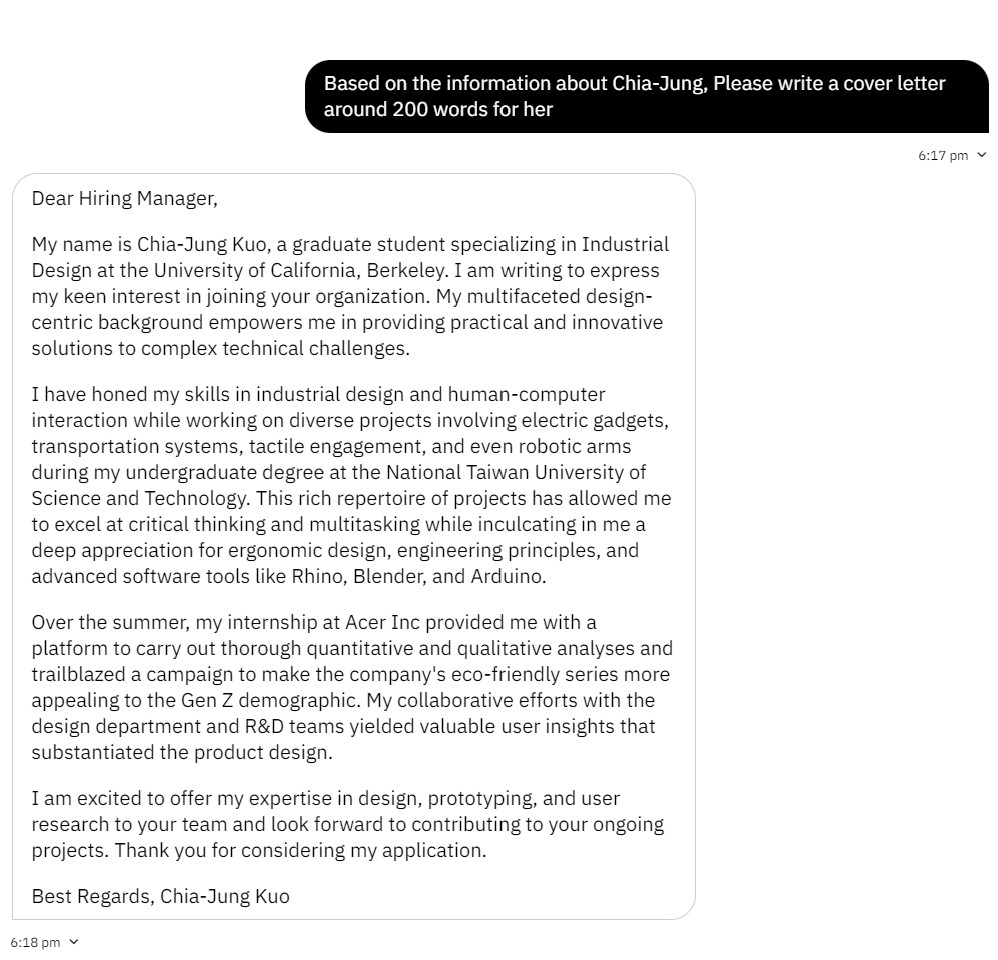 Based on the information about Chia-Jung, Please write a cover letter
around 200 words for her
6:17 pm
Dear Hiring Manager,
My name is Chia-Jung Kuo, a graduate student specializing in Industrial
Design at the University of California, Berkeley. I am writing to express
my keen interest in joining your organization. My multifaceted design-
centric background empowers me in providing practical and innovative
solutions to complex technical challenges.
I have honed my skills in industrial design and human-computer
interaction while working on diverse projects involving electric gadgets,
transportation systems, tactile engagement, and even robotic arms
during my undergraduate degree at the National Taiwan University of
Science and Technology. This rich repertoire of projects has allowed me
to excel at critical thinking and multitasking while inculcating in me a
deep appreciation for ergonomic design, engineering principles, and
advanced software tools like Rhino, Blender, and Arduino.
Over the summer, my internship at Acer Inc provided me with a
platform to carry out thorough quantitative and qualitative analyses and
trailblazed a campaign to make the company's eco-friendly series more
appealing to the Gen Z demographic. My collaborative efforts with the
design department and R&D teams yielded valuable user insights that
substantiated the product design.
I am excited to offer my expertise in design, prototyping, and user
research to your team and look forward to contributing to your ongoing
projects. Thank you for considering my application.
Best Regards, Chia-Jung Kuo
6:18 pm